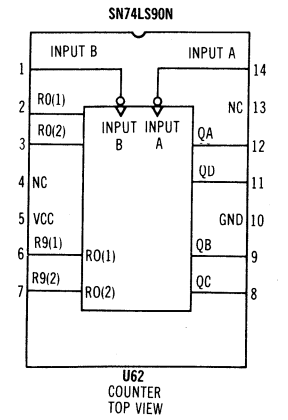 SN74LS90N
INPUT B
INPUT A
1
14
2
R0(1)
NC 13
R0(2)
INPUT B
INPUT A
QA
3
12
4 NC
QD
11
5 VCC
GND 10
R9(1)
QB
6
RO(1)
9
R9(2)
QC
7
RO(2)
8
U62
COUNTER
TOP VIEW